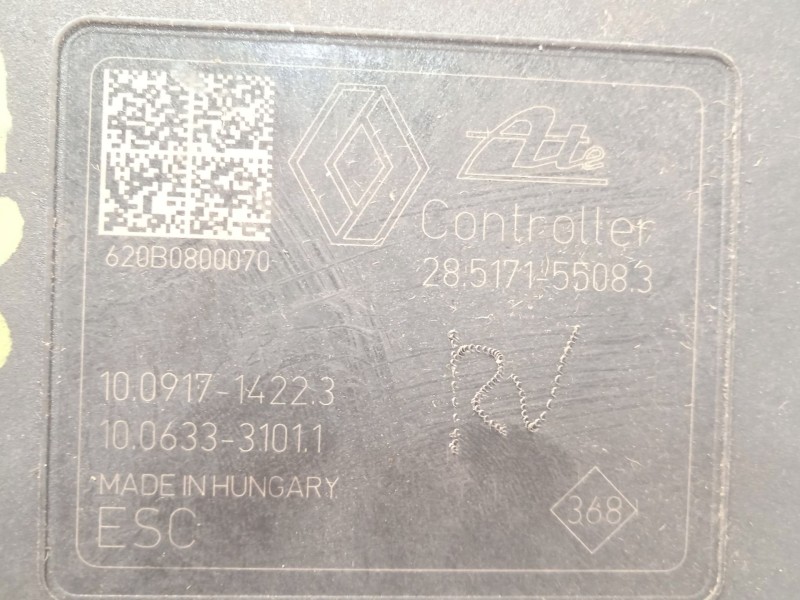 Ate
Controller
620B0800070
28.5171-5508.3
RV
10.0917-1422.3
10.0633-3101.1
MADE IN HUNGARY
ESC
368